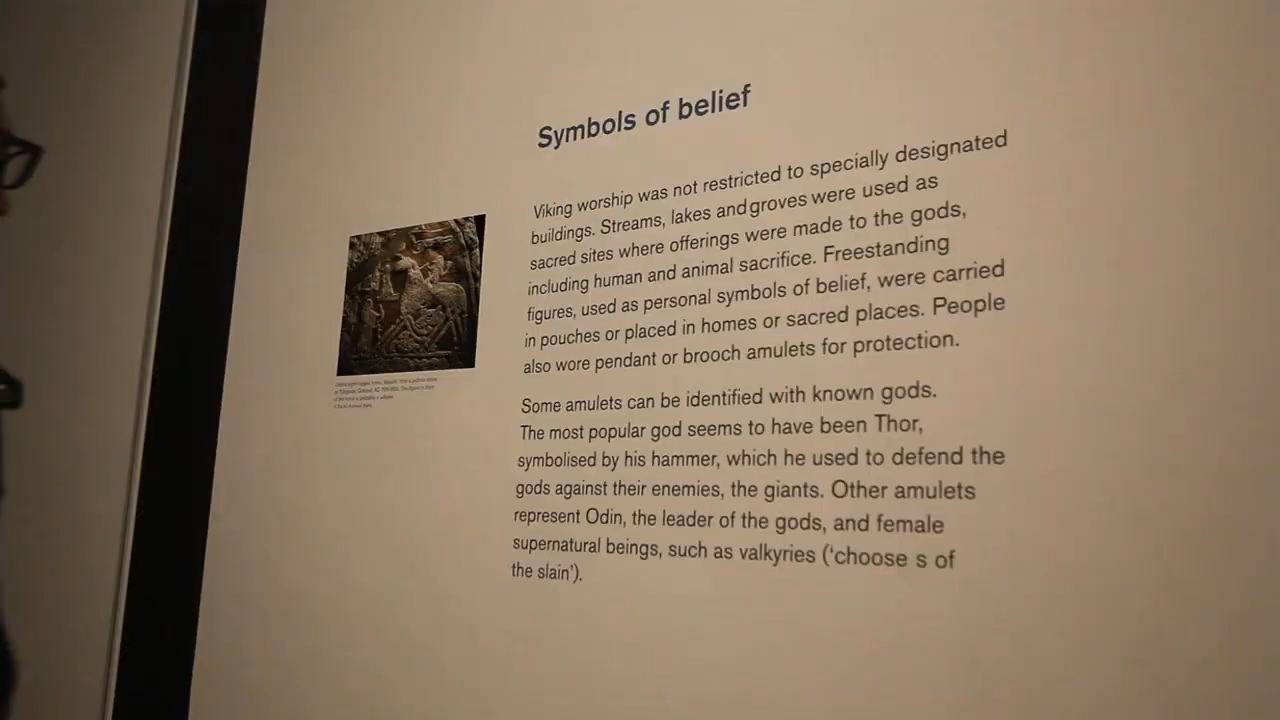 Symbols of belief
Viking worship was not restricted to specially designated
buildings. Streams, lakes and groves were used as
sacred sites where offerings were made to the gods,
including human and animal sacrifice. Freestanding
figures, used as personal symbols of belief, were carried
in pouches or placed in homes or sacred places. People
also wore pendant or brooch amulets for protection.
Some amulets can be identified with known gods.
The most popular god seems to have been Thor,
symbolised by his hammer, which he used to defend the
gods against their enemies, the giants. Other amulets
represent Odin, the leader of the gods, and female
supernatural beings, such as valkyries (‘choose s of
the slain’).